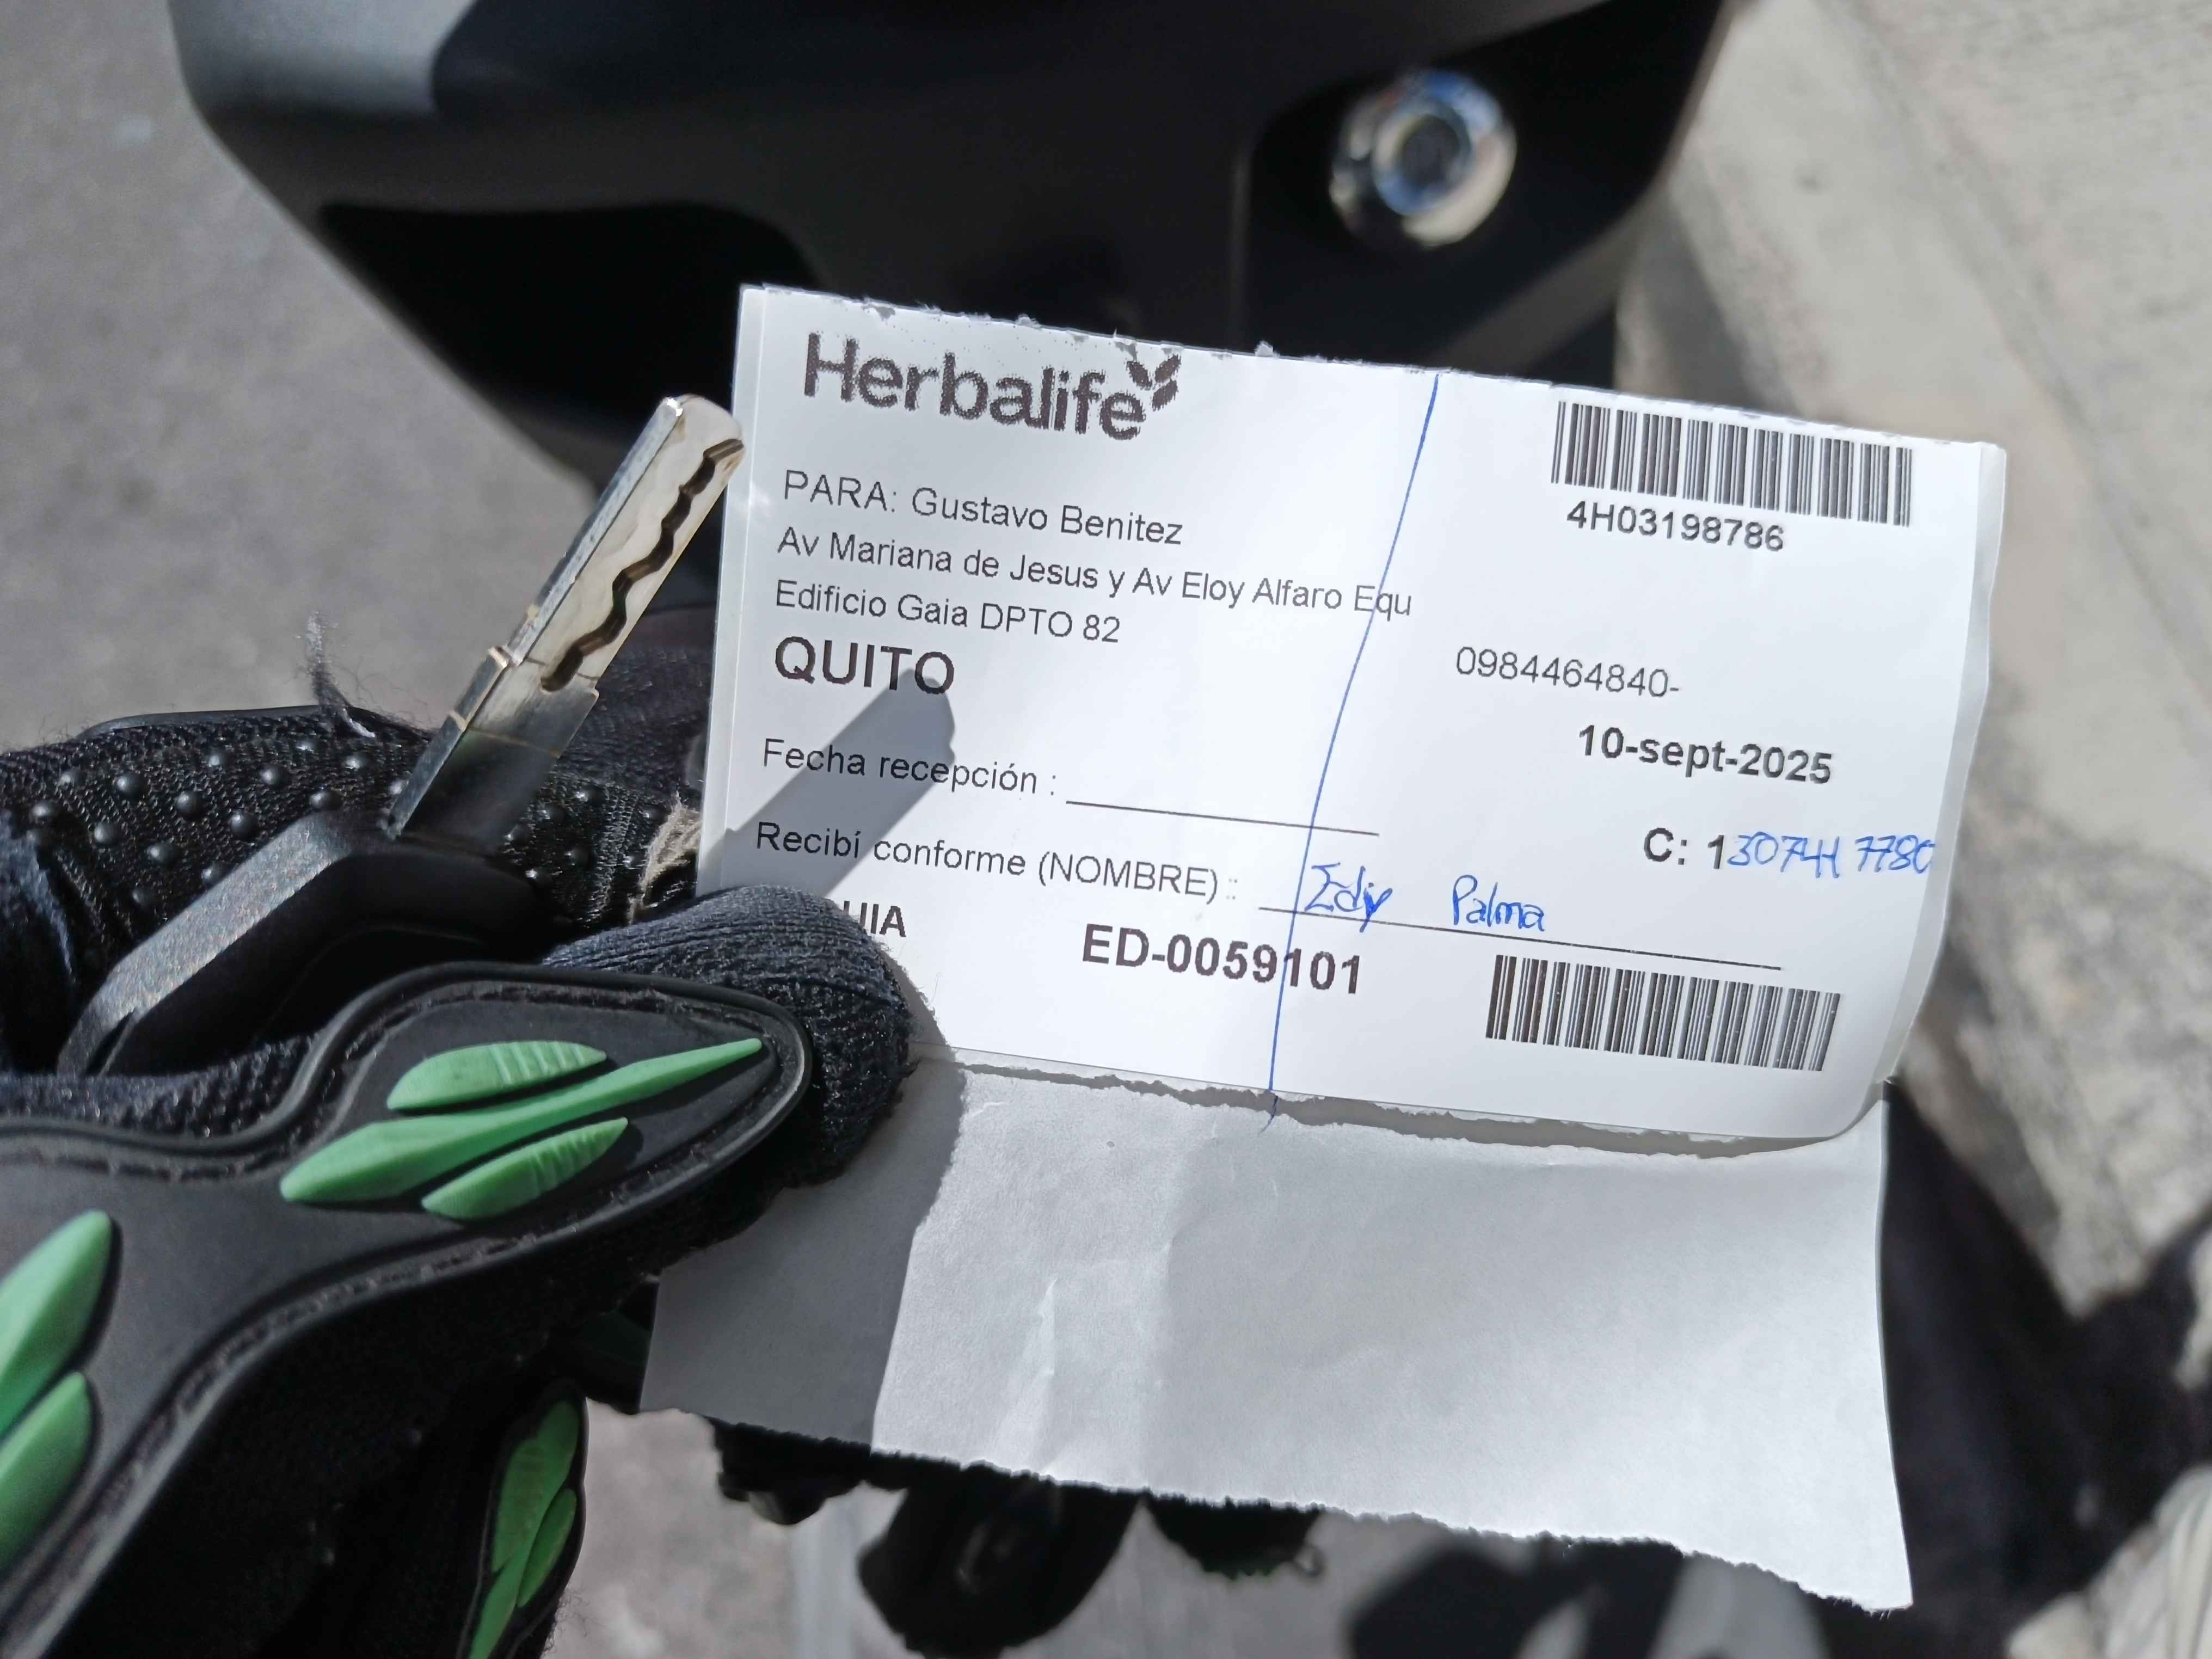 Herbalife
4H03198786
PARA: Gustavo Benitez
Av Mariana de Jesus y Av Eloy Alfaro Equ
Edificio Gaia DPTO 82
QUITO
0984464840-
10-sept-2025
Fecha recepción :
C: 1307417780
Recibí conforme (NOMBRE) :: Edy Palma
ED-0059101